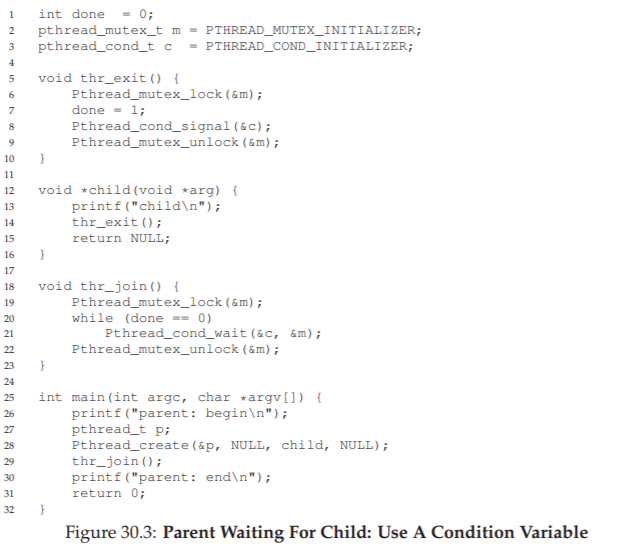 1 int done = 0;
2 pthread_mutex_t m = PTHREAD_MUTEX_INITIALIZER;
3 pthread_cond_t c = PTHREAD_COND_INITIALIZER;
4
5 void thr_exit() {
6     Pthread_mutex_lock(&m);
7     done = 1;
8     Pthread_cond_signal(&c);
9     Pthread_mutex_unlock(&m);
10 }
11
12 void *child(void *arg) {
13     printf("child\n");
14     thr_exit();
15     return NULL;
16 }
17
18 void thr_join() {
19     Pthread_mutex_lock(&m);
20     while (done == 0)
21         Pthread_cond_wait(&c, &m);
22     Pthread_mutex_unlock(&m);
23 }
24
25 int main(int argc, char *argv[]) {
26     printf("parent: begin\n");
27     pthread_t p;
28     Pthread_create(&p, NULL, child, NULL);
29     thr_join();
30     printf("parent: end\n");
31     return 0;
32 }
Figure 30.3: Parent Waiting For Child: Use A Condition Variable